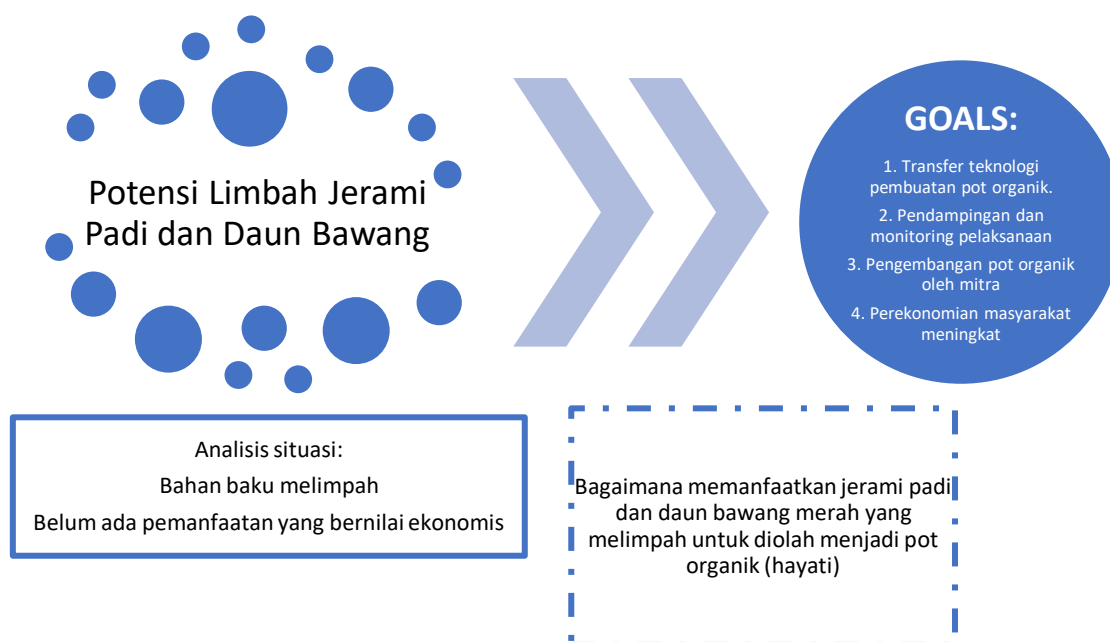 Potensi Limbah Jerami
Padi dan Daun Bawang
GOALS:
1. Transfer teknologi
pembuatan pot organik.
2. Pendampingan dan
monitoring pelaksanaan
3. Pengembangan pot organik
oleh mitra
4. Perekonomian masyarakat
meningkat
Analisis situasi:
Bahan baku melimpah
Belum ada pemanfaatan yang bernilai ekonomis
Bagaimana memanfaatkan jerami padi
dan daun bawang merah yang
melimpah untuk diolah menjadi pot
organik (hayati)